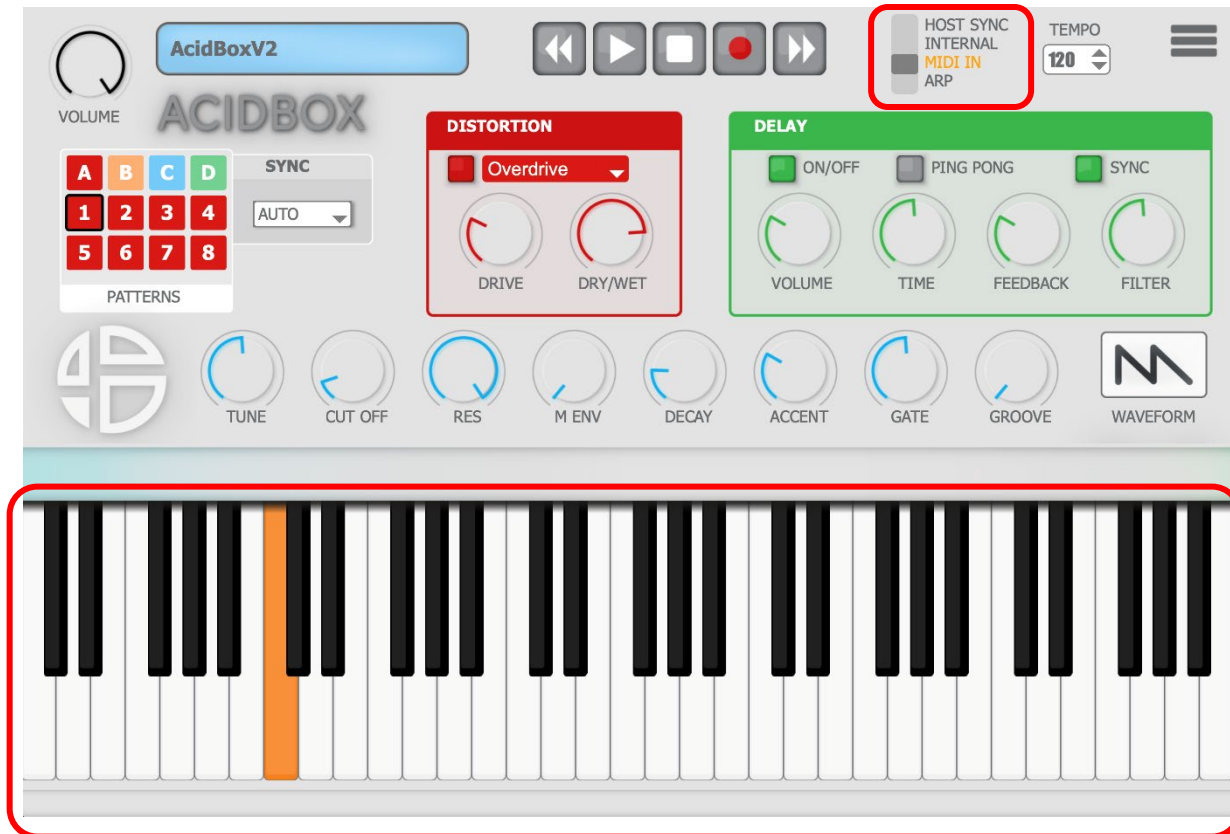 AcidBoxV2
HOST SYNC
INTERNAL
MIDI IN
ARP
TEMPO
120
VOLUME
ACIDBOX
A B C D
1 2 3 4
5 6 7 8
PATTERNS
SYNC
AUTO
DISTORTION
Overdrive
DRIVE DRY/WET
DELAY
ON/OFF PING PONG SYNC
VOLUME TIME FEEDBACK FILTER
TUNE CUT OFF RES M ENV DECAY ACCENT GATE GROOVE WAVEFORM